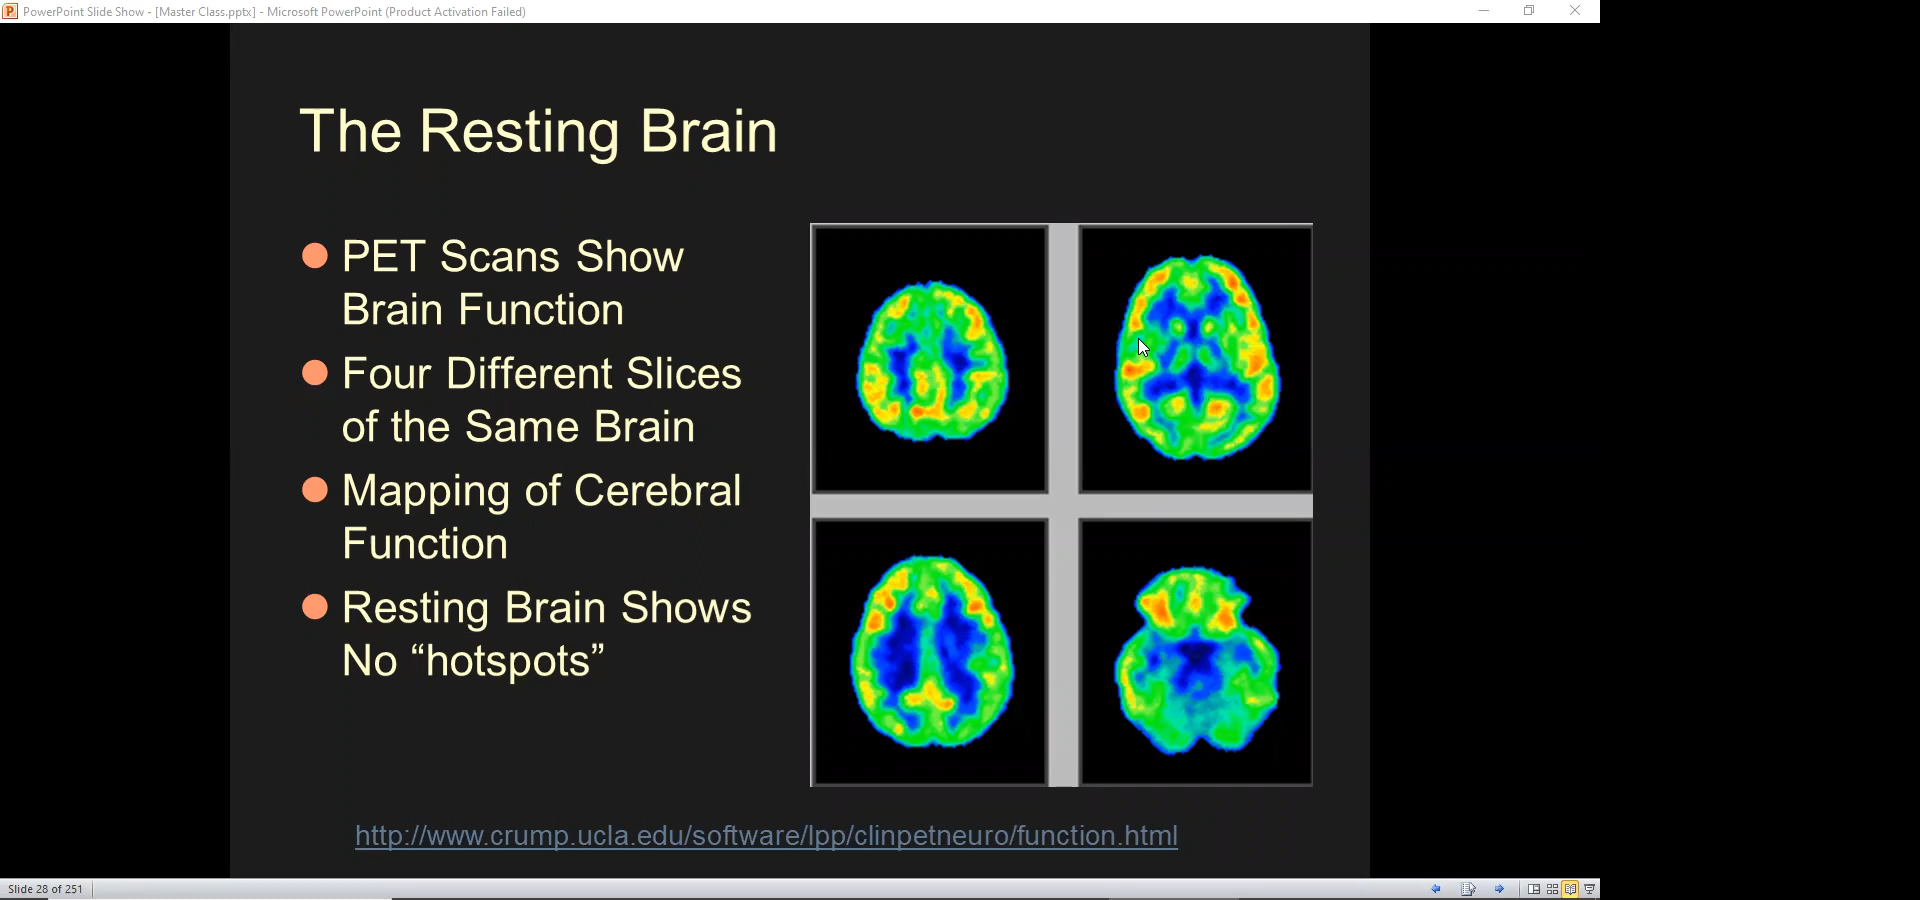 PowerPoint Slide Show - [Master Class.pptx] - Microsoft PowerPoint (Product Activation Failed)
The Resting Brain
PET Scans Show
Brain Function
Four Different Slices
of the Same Brain
Mapping of Cerebral
Function
Resting Brain Shows
No “hotspots”
http://www.crump.ucla.edu/software/lpp/clinpetneuro/function.html
Slide 28 of 251